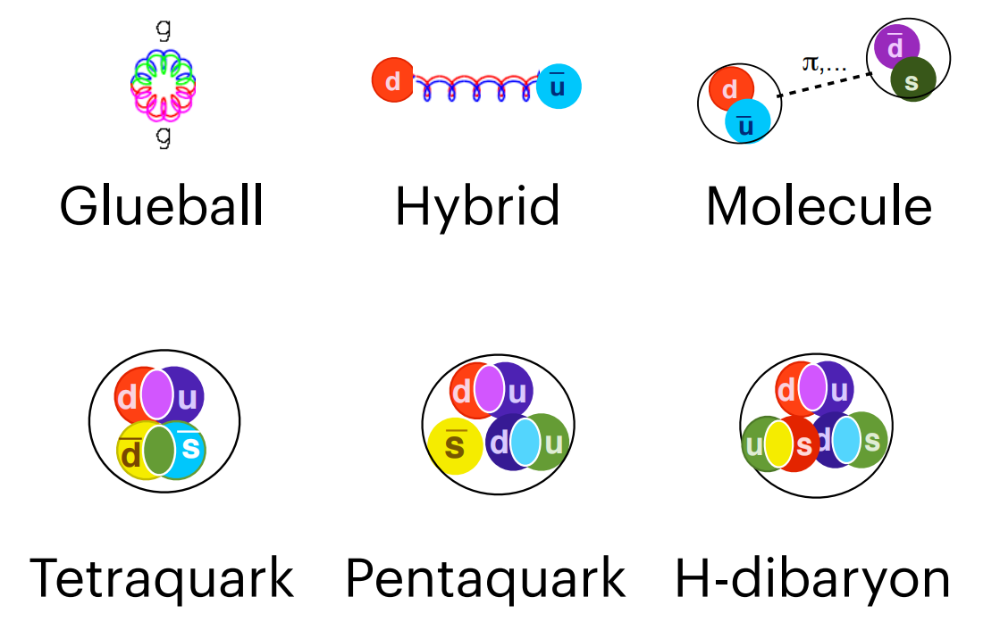 g
g
Glueball
d u̅
Hybrid
d u̅
π,...
d̅ s
Molecule
d u
d̅ s̅
Tetraquark
d u
s̅ d u
Pentaquark
d u
u s d s
H-dibaryon